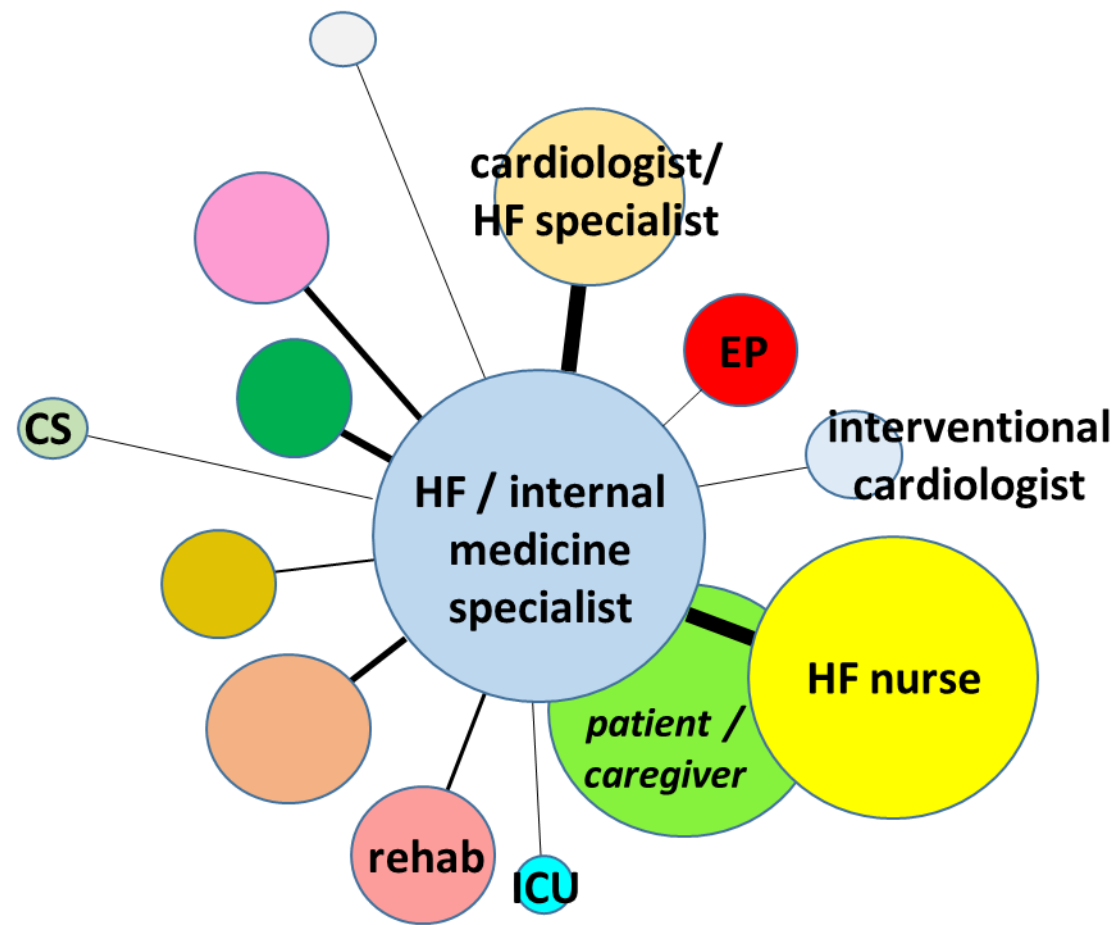 cardiologist/
HF specialist
EP
interventional
cardiologist
CS
HF / internal
medicine
specialist
HF nurse
patient /
caregiver
rehab
ICU